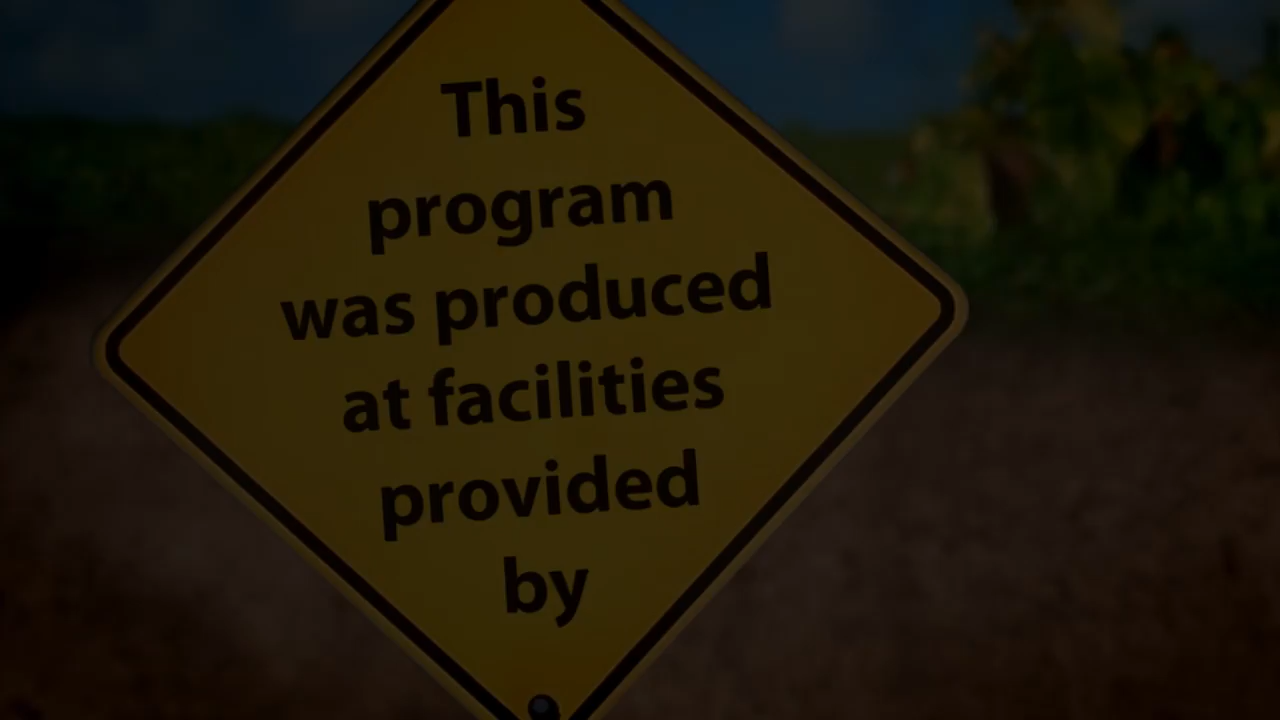 This
program
was produced
at facilities
provided
by